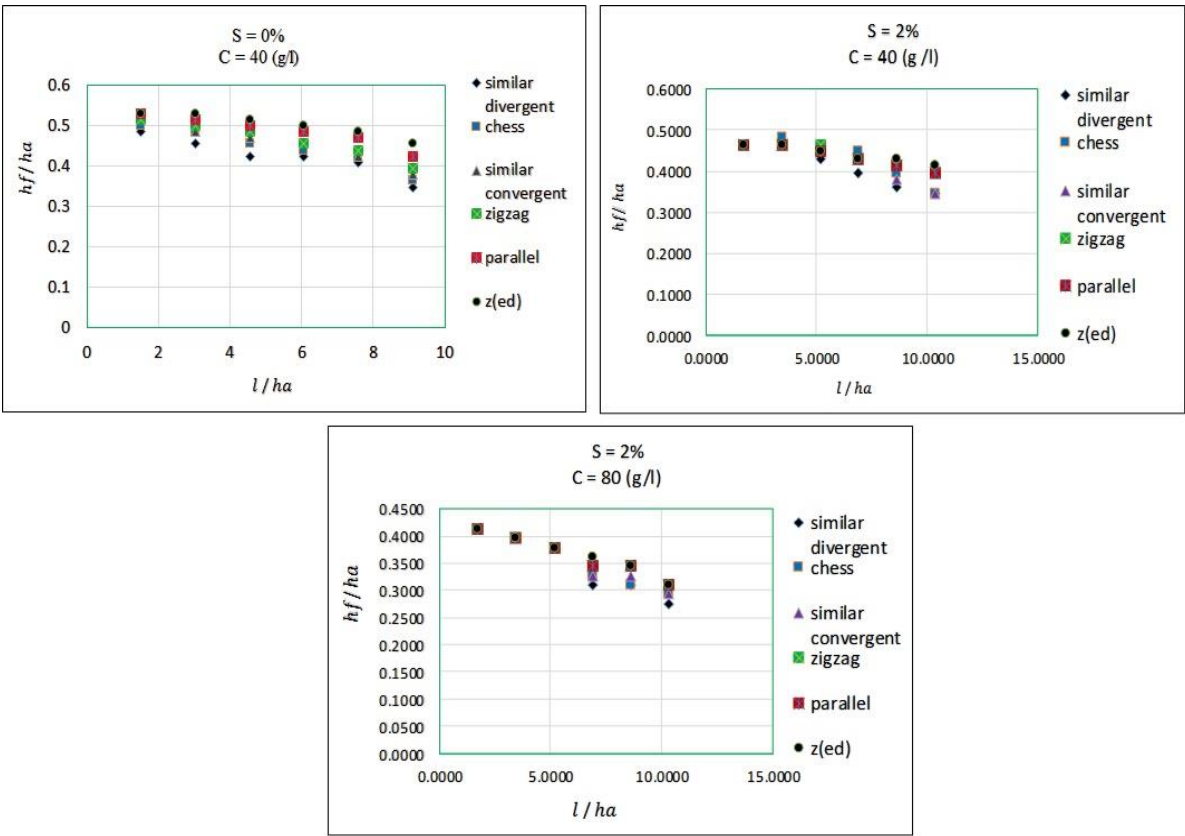 S = 0%
C = 40 (g/l)
0.6
0.5
0.4
0.3
0.2
0.1
0
0 2 4 6 8 10
hf / ha
l / ha
similar
divergent
chess
similar
convergent
zigzag
parallel
z(ed)
S = 2%
C = 40 (g /l)
0.6000
0.5000
0.4000
0.3000
0.2000
0.1000
0.0000
0.0000 5.0000 10.0000 15.0000
hf/ ha
l / ha
similar
divergent
chess
similar
convergent
zigzag
parallel
z(ed)
S = 2%
C = 80 (g/l)
0.4500
0.4000
0.3500
0.3000
0.2500
0.2000
0.1500
0.1000
0.0500
0.0000
0.0000 5.0000 10.0000 15.0000
hf / ha
l / ha
similar
divergent
chess
similar
convergent
zigzag
parallel
z(ed)